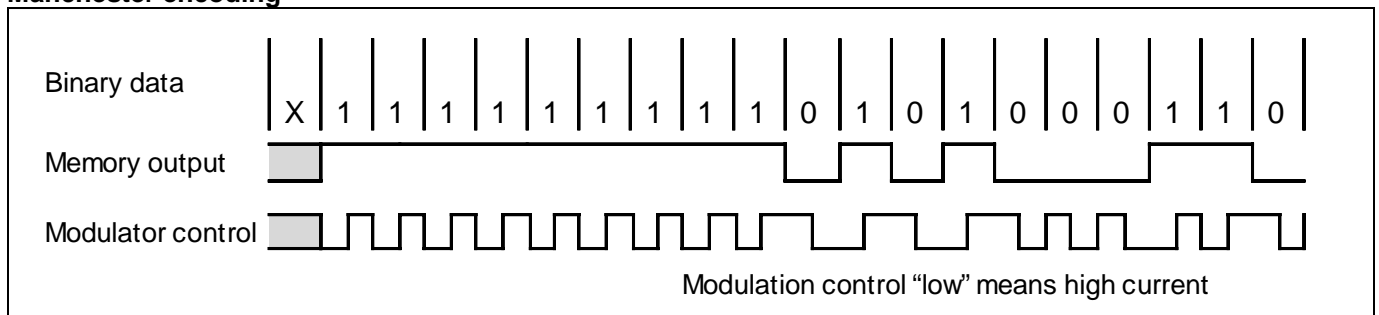 Manchester encoding
Binary data
X 1 1 1 1 1 1 1 1 1 0 1 0 1 0 0 0 1 1 0
Memory output
Modulator control
Modulation control “low” means high current